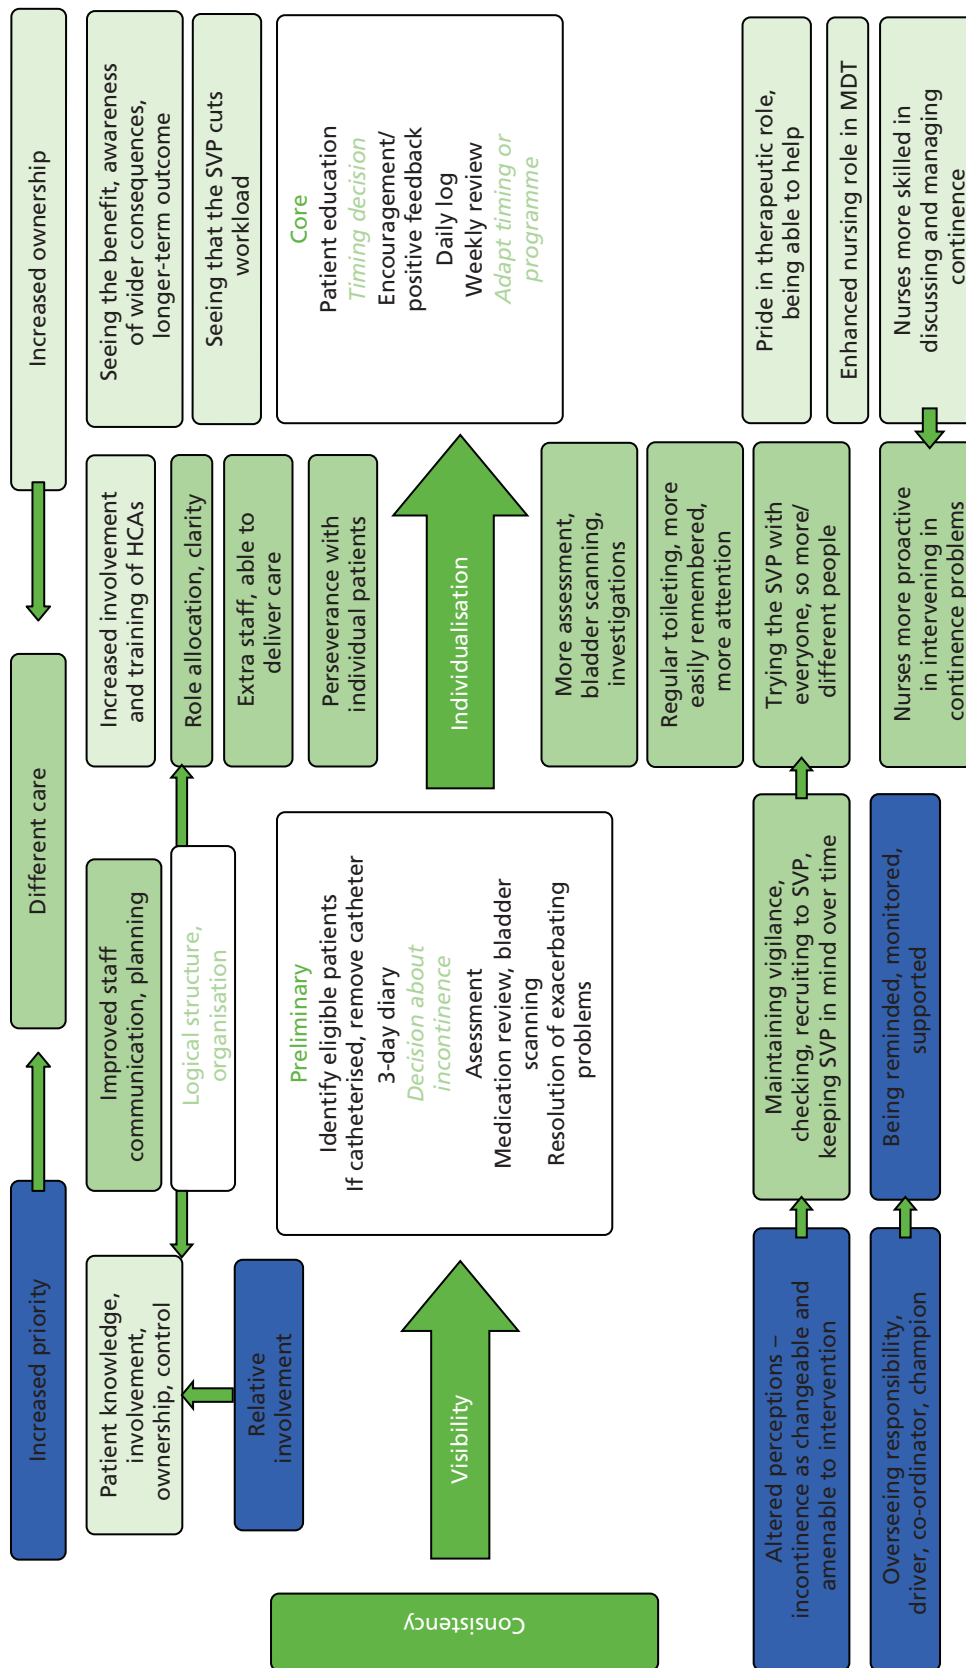 Increased priority
Different care
Increased ownership
Patient knowledge,
involvement,
ownership, control
Relative
involvement
Improved staff
communication, planning
Logical structure,
organisation
Increased involvement
and training of HCAs
Role allocation, clarity
Extra staff, able to
deliver care
Perseverance with
individual patients
Seeing the benefit, awareness
of wider consequences,
longer-term outcome
Seeing that the SVP cuts
workload
Consistency
Visibility
Preliminary
Identify eligible patients
If catheterised, remove catheter
3-day diary
Decision about
incontinence
Asessment
Medication review, bladder
scanning
Resolution of exacerbating
problems
Individualisation
Core
Patient education
Timing decision
Encouragement/
positive feedback
Daily log
Weekly review
Adapt timing or
programme
Altered perceptions –
incontinence as changeable and
amenable to intervention
Overseeing responsibility,
driver, co-ordinator, champion
Maintaining vigilance,
checking, recruiting to SVP,
keeping SVP in mind over time
Being reminded, monitored,
supported
More assessment,
bladder scanning,
investigations
Regular toileting, more
easily remembered,
more attention
Trying the SVP with
everyone, so more/
different people
Nurses more proactive
in intervening in
continence problems
Pride in therapeutic role,
being able to help
Enhanced nursing role in MDT
Nurses more skilled in
discussing and managing
continence